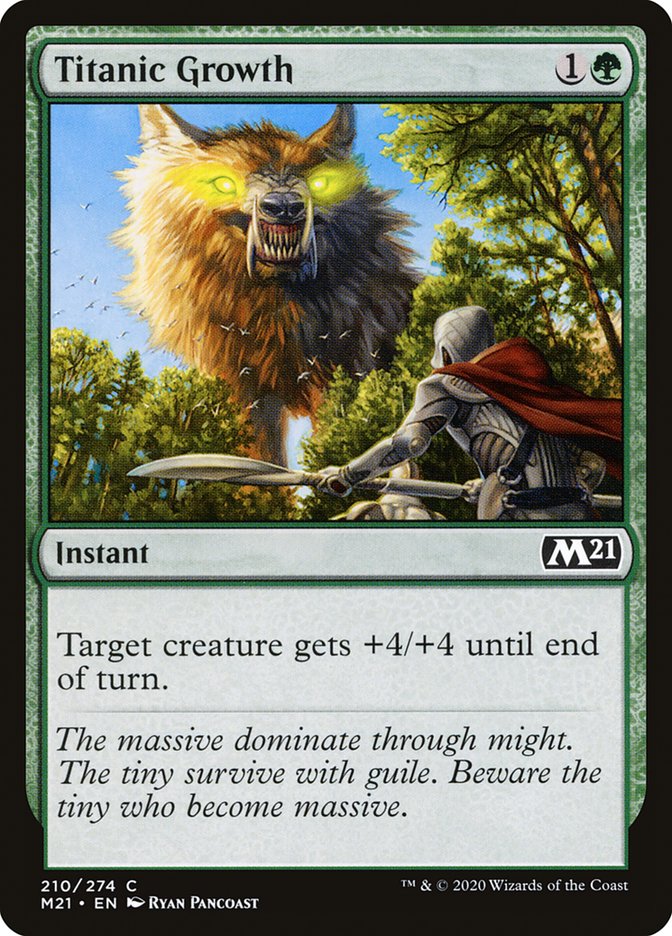 Titanic Growth 1
Instant M21
Target creature gets +4/+4 until end
of turn.
The massive dominate through might.
The tiny survive with guile. Beware the
tiny who become massive.
210/274 C ™ & © 2020 Wizards of the Coast
M21 • EN Ryan Pancoast